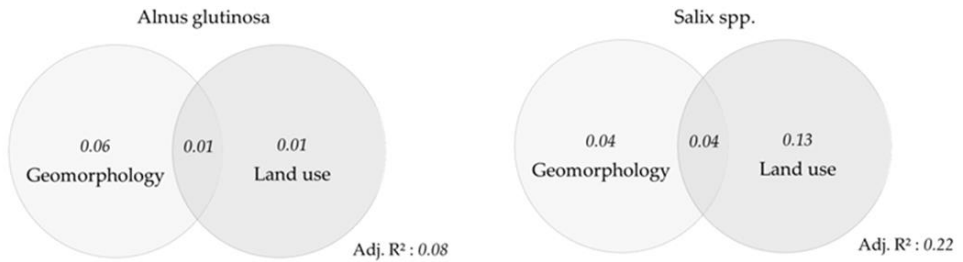 Alnus glutinosa
0.06
0.01
0.01
Geomorphology
Land use
Adj. R² : 0.08
Salix spp.
0.04
0.04
0.13
Geomorphology
Land use
Adj. R² : 0.22